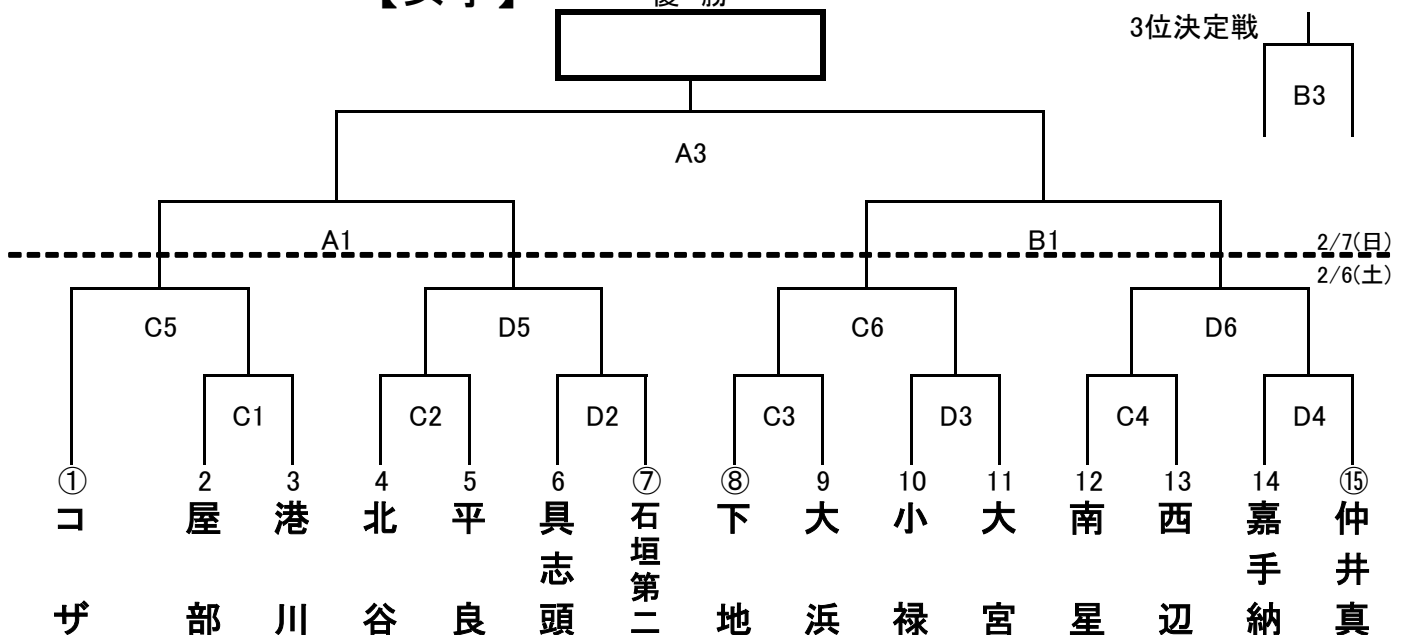 【女子】
優 勝
3位決定戦
B3
A3
A1
B1
2/7(日)
2/6(土)
C5
D5
C6
D6
C1
C2
D2
C3
D3
C4
D4
① 2 3 4 5 6 ⑦ ⑧ 9 10 11 12 13 14 ⑮
コザ
屋部
港川
北谷
平良
具志頭
石垣第二
下地
大浜
小禄
大宮
南星
西辺
嘉手納
仲井真